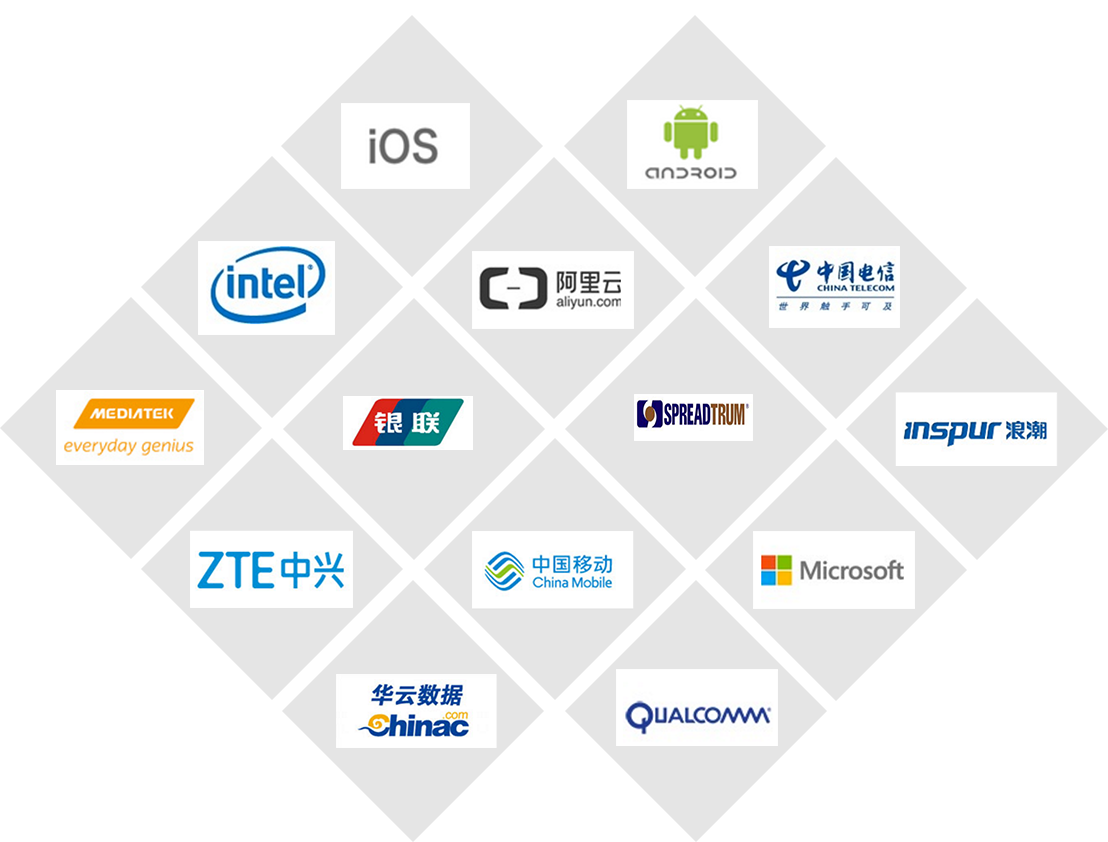 iOS
ANDROID
intel®
阿里云
aliyun.com
中国电信
CHINA TELECOM
世界触手可及
MEDIATEK
everyday genius
银联
SPREADTRUM®
inspur 浪潮
ZTE中兴
中国移动
China Mobile
Microsoft
华云数据
.com
Chinac
QUALCOMM®